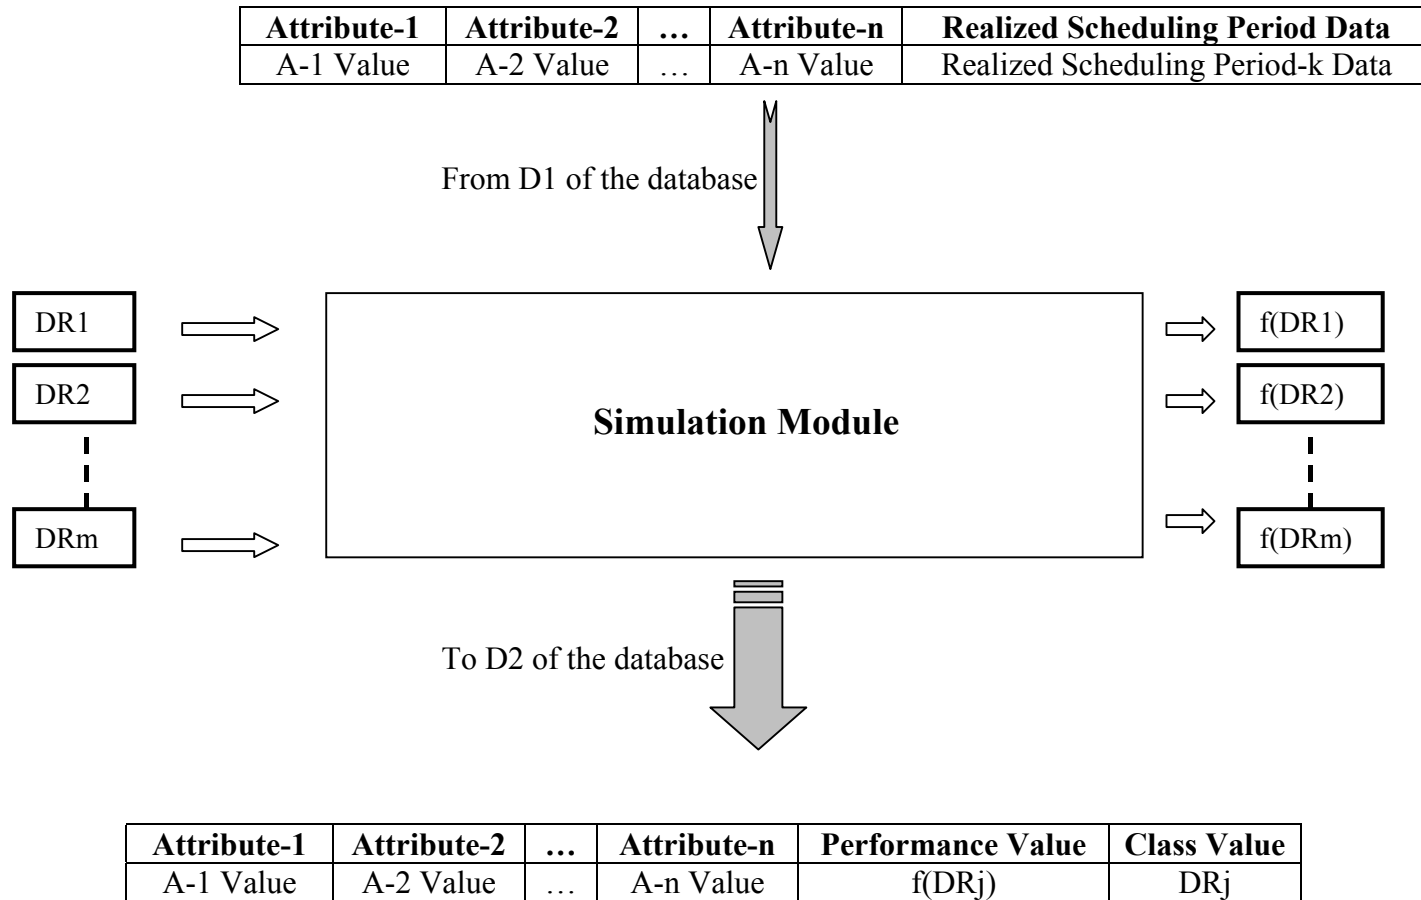 Attribute-1 Attribute-2 ... Attribute-n Realized Scheduling Period Data
A-1 Value A-2 Value … A-n Value Realized Scheduling Period-k Data
From D1 of the database
DR1 f(DR1)
DR2 f(DR2)
Simulation Module
DRm f(DRm)
To D2 of the database
Attribute-1 Attribute-2 ... Attribute-n Performance Value Class Value
A-1 Value A-2 Value … A-n Value f(DRj) DRj